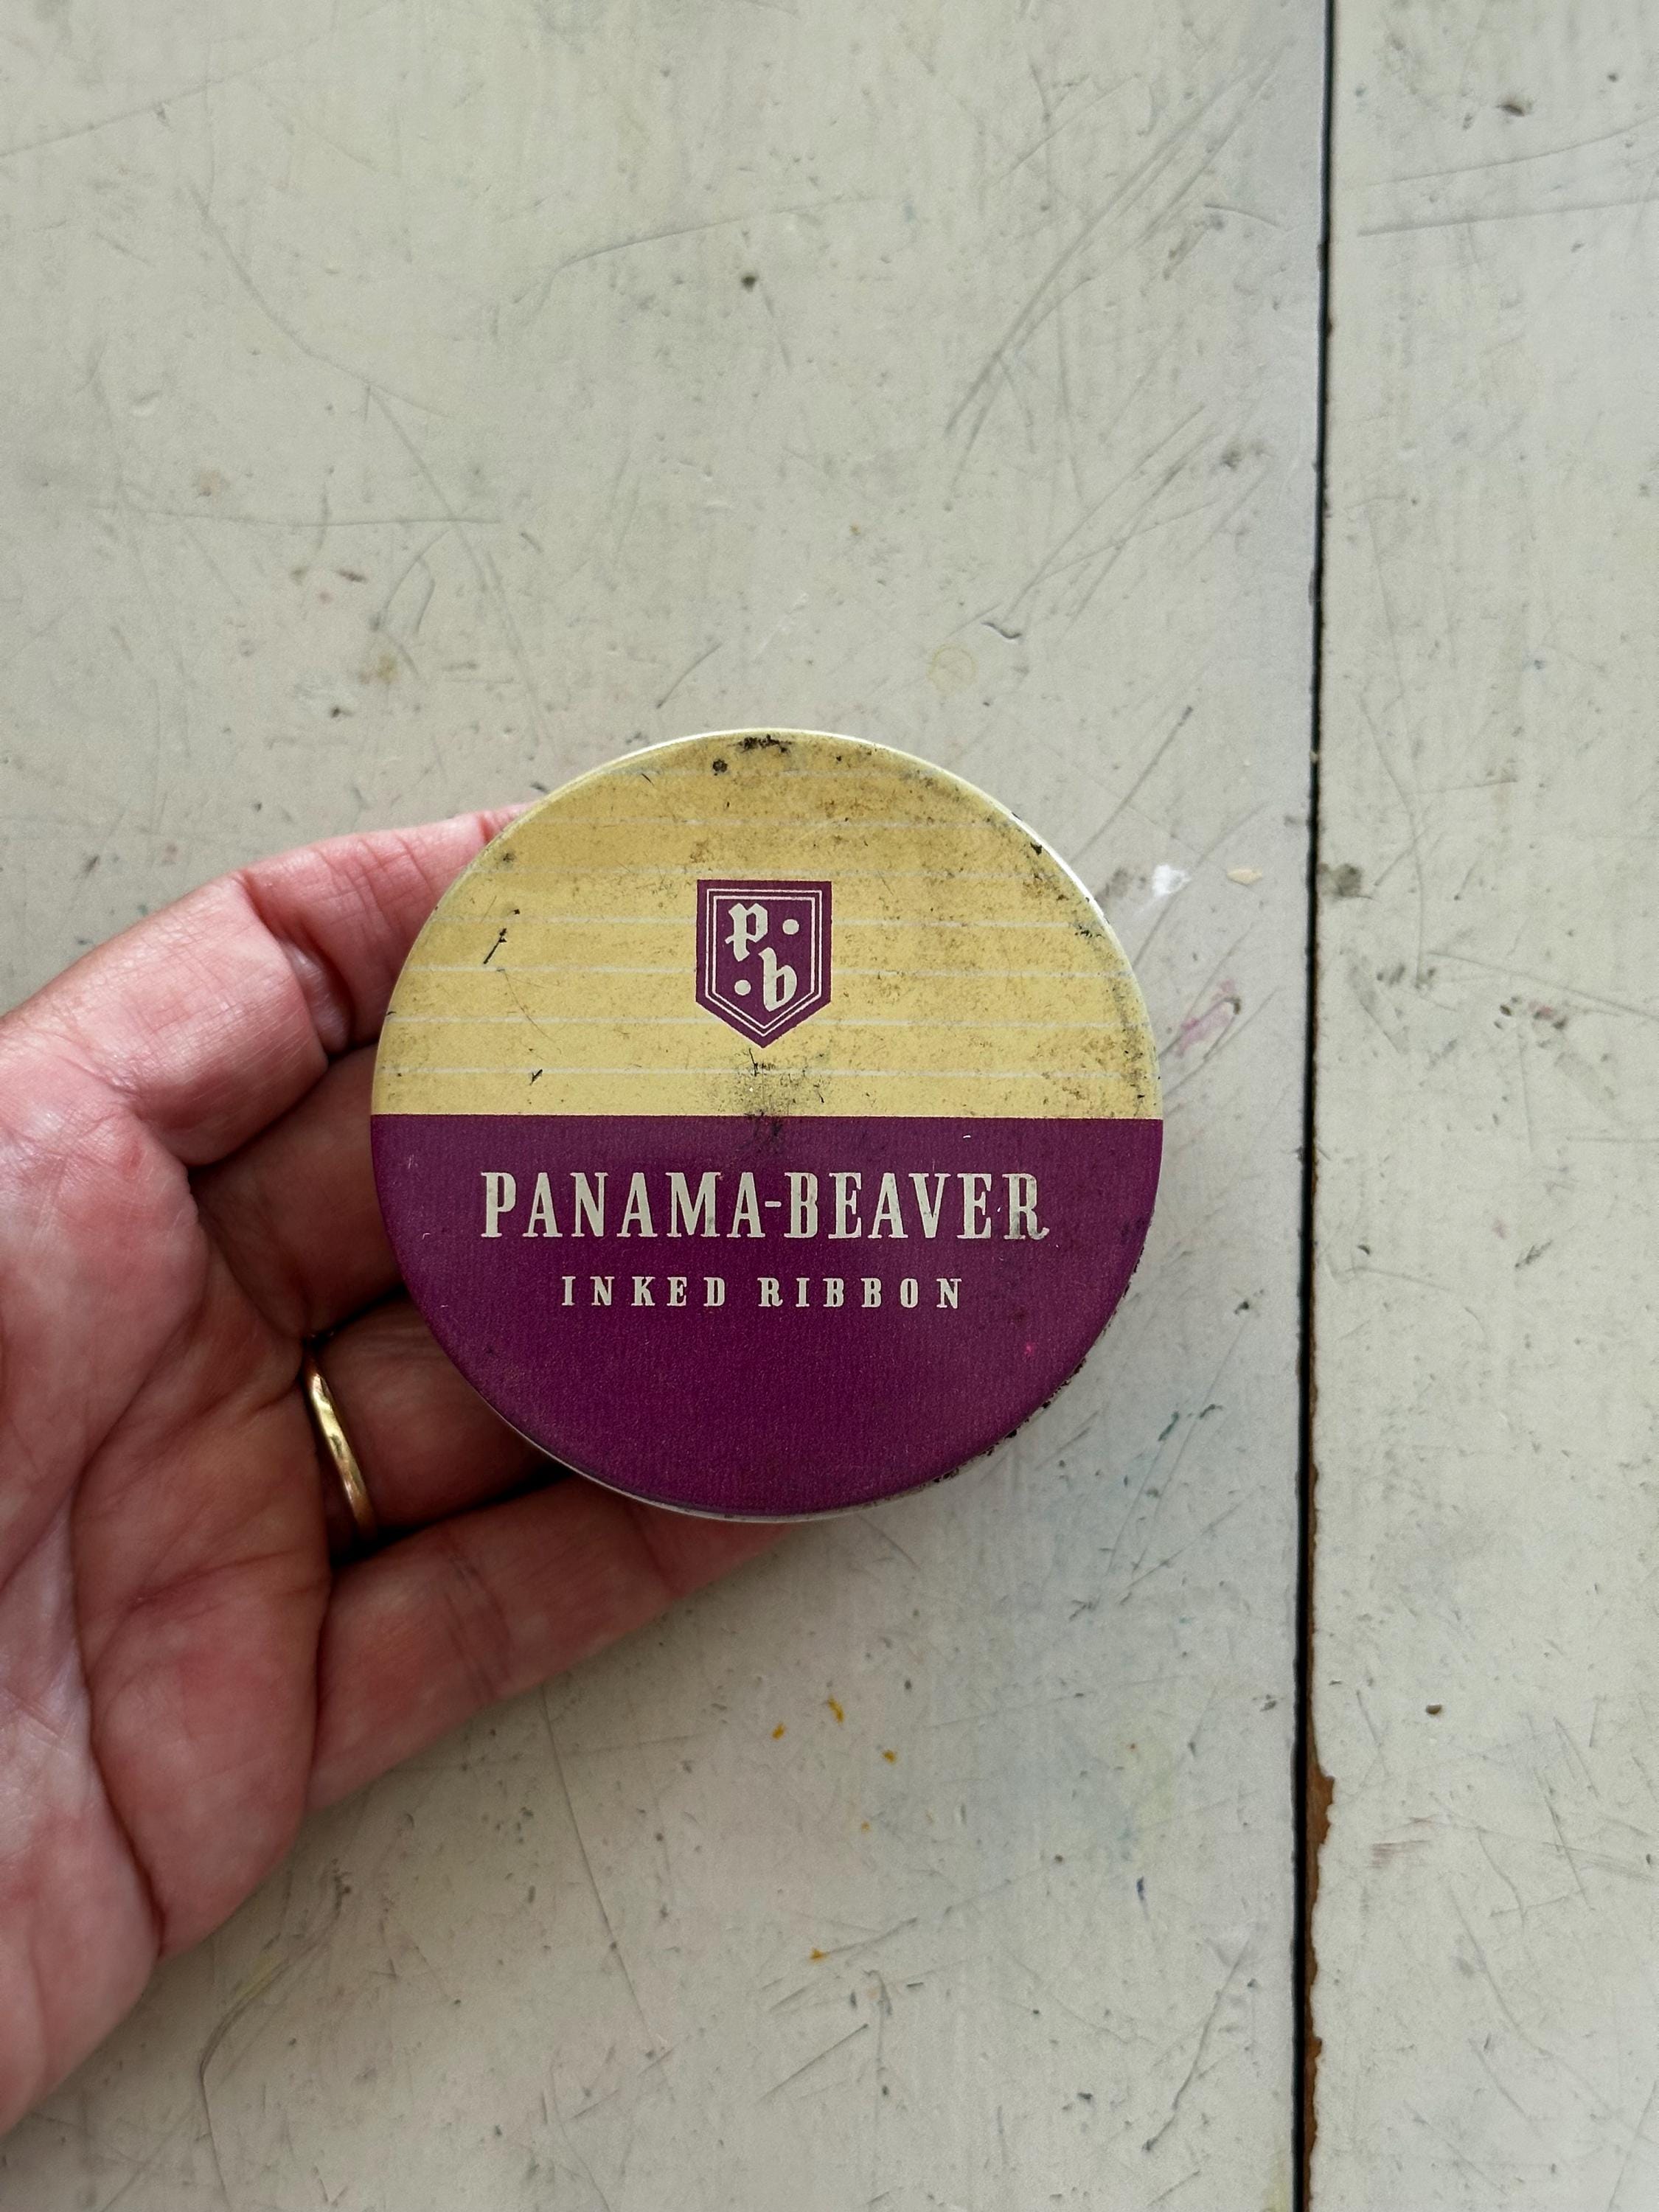 p.
.b
PANAMA-BEAVER
INKED RIBBON